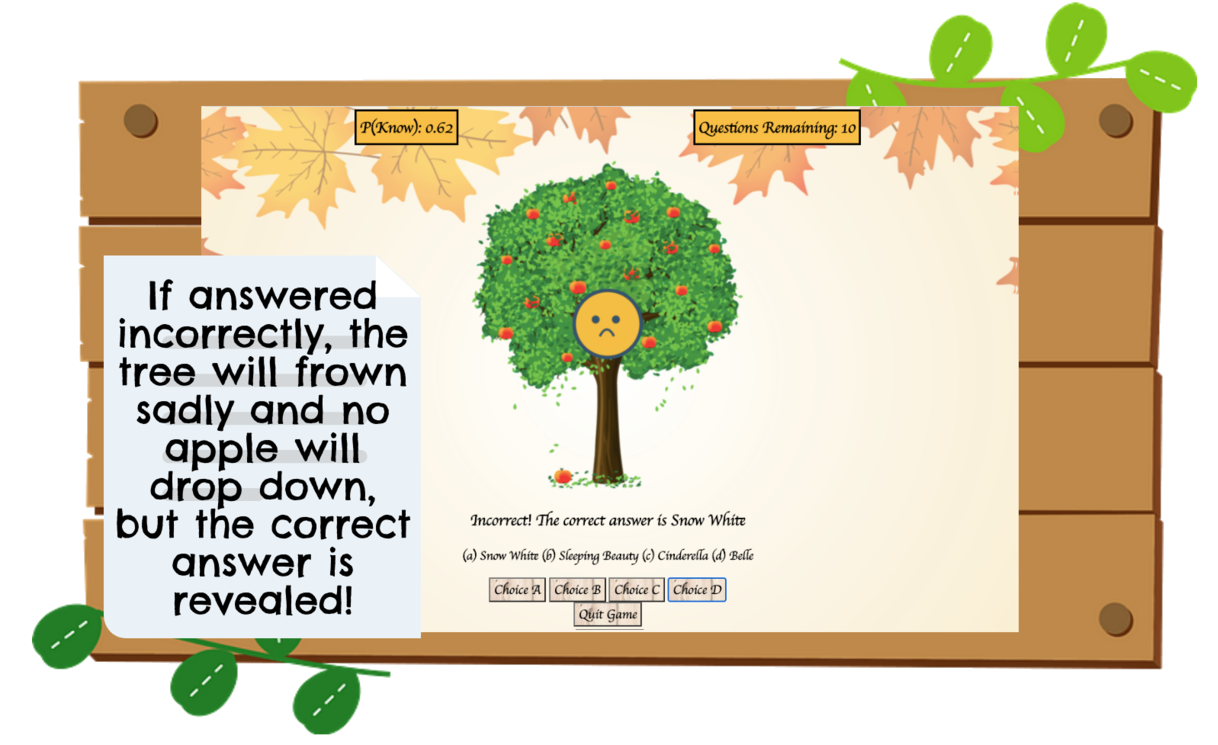 P(Know): 0.62
Questions Remaining: 10
If answered
incorrectly, the
tree will frown
sadly and no
apple will
drop down,
but the correct
answer is
revealed!
Incorrect! The correct answer is Snow White
(a) Snow White (b) Sleeping Beauty (c) Cinderella (d) Belle
Choice A Choice B Choice C Choice D
Quit Game